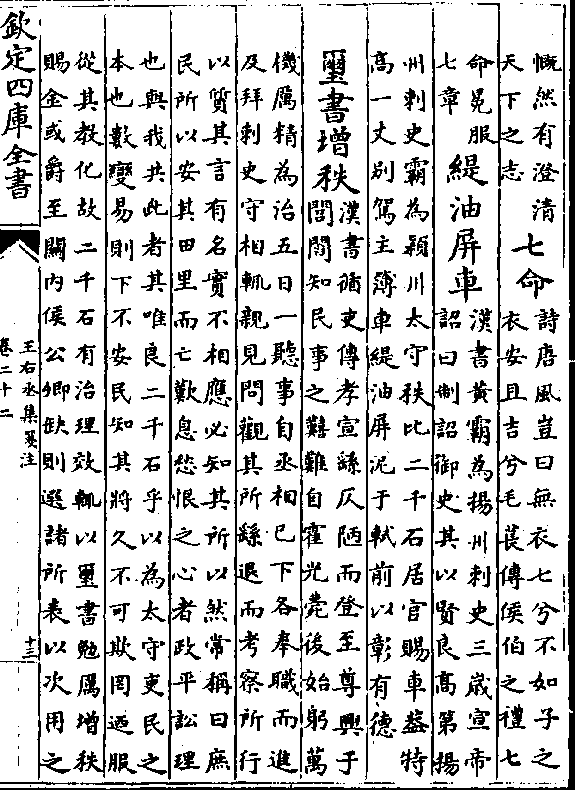 慨然有澄清
天下之志
七命
詩唐風豈曰無衣七兮不如子之
衣安且吉兮毛萇傳侯伯之禮七
命冕服
七章
緹油屏車
漢書黃霸為揚州刺史三歲宣帝
詔曰制詔御史其以賢良高第揚
州刺史霸為潁川太守秩比二千石居官賜車蓋特
高一丈别駕主簿車緹油屏泥于軾前以彰有德
璽書增秩
漢書循吏傳孝宣繇仄陋而登至尊興于
閭閻知民事之囏難自霍光薨後始躬萬
機厲精為治五日一聽事自丞相已下各奉職而進
及拜刺史守相輒親見問觀其所繇退而考察所行
以質其言有名實不相應必知其所以然常稱曰庶
民所以安其田里而亡歎息愁恨之心者政平訟理
也與我共此者其唯良二千石乎以為太守吏民之
本也數變易則下不安民知其將久不可欺罔迺服
從其教化故二千石有治理效輒以璽書勉厲增秩
賜金或爵至關内侯公卿缺則選諸所表以次用之
欽定四庫全書
王右丞集箋注
卷二十二
十三